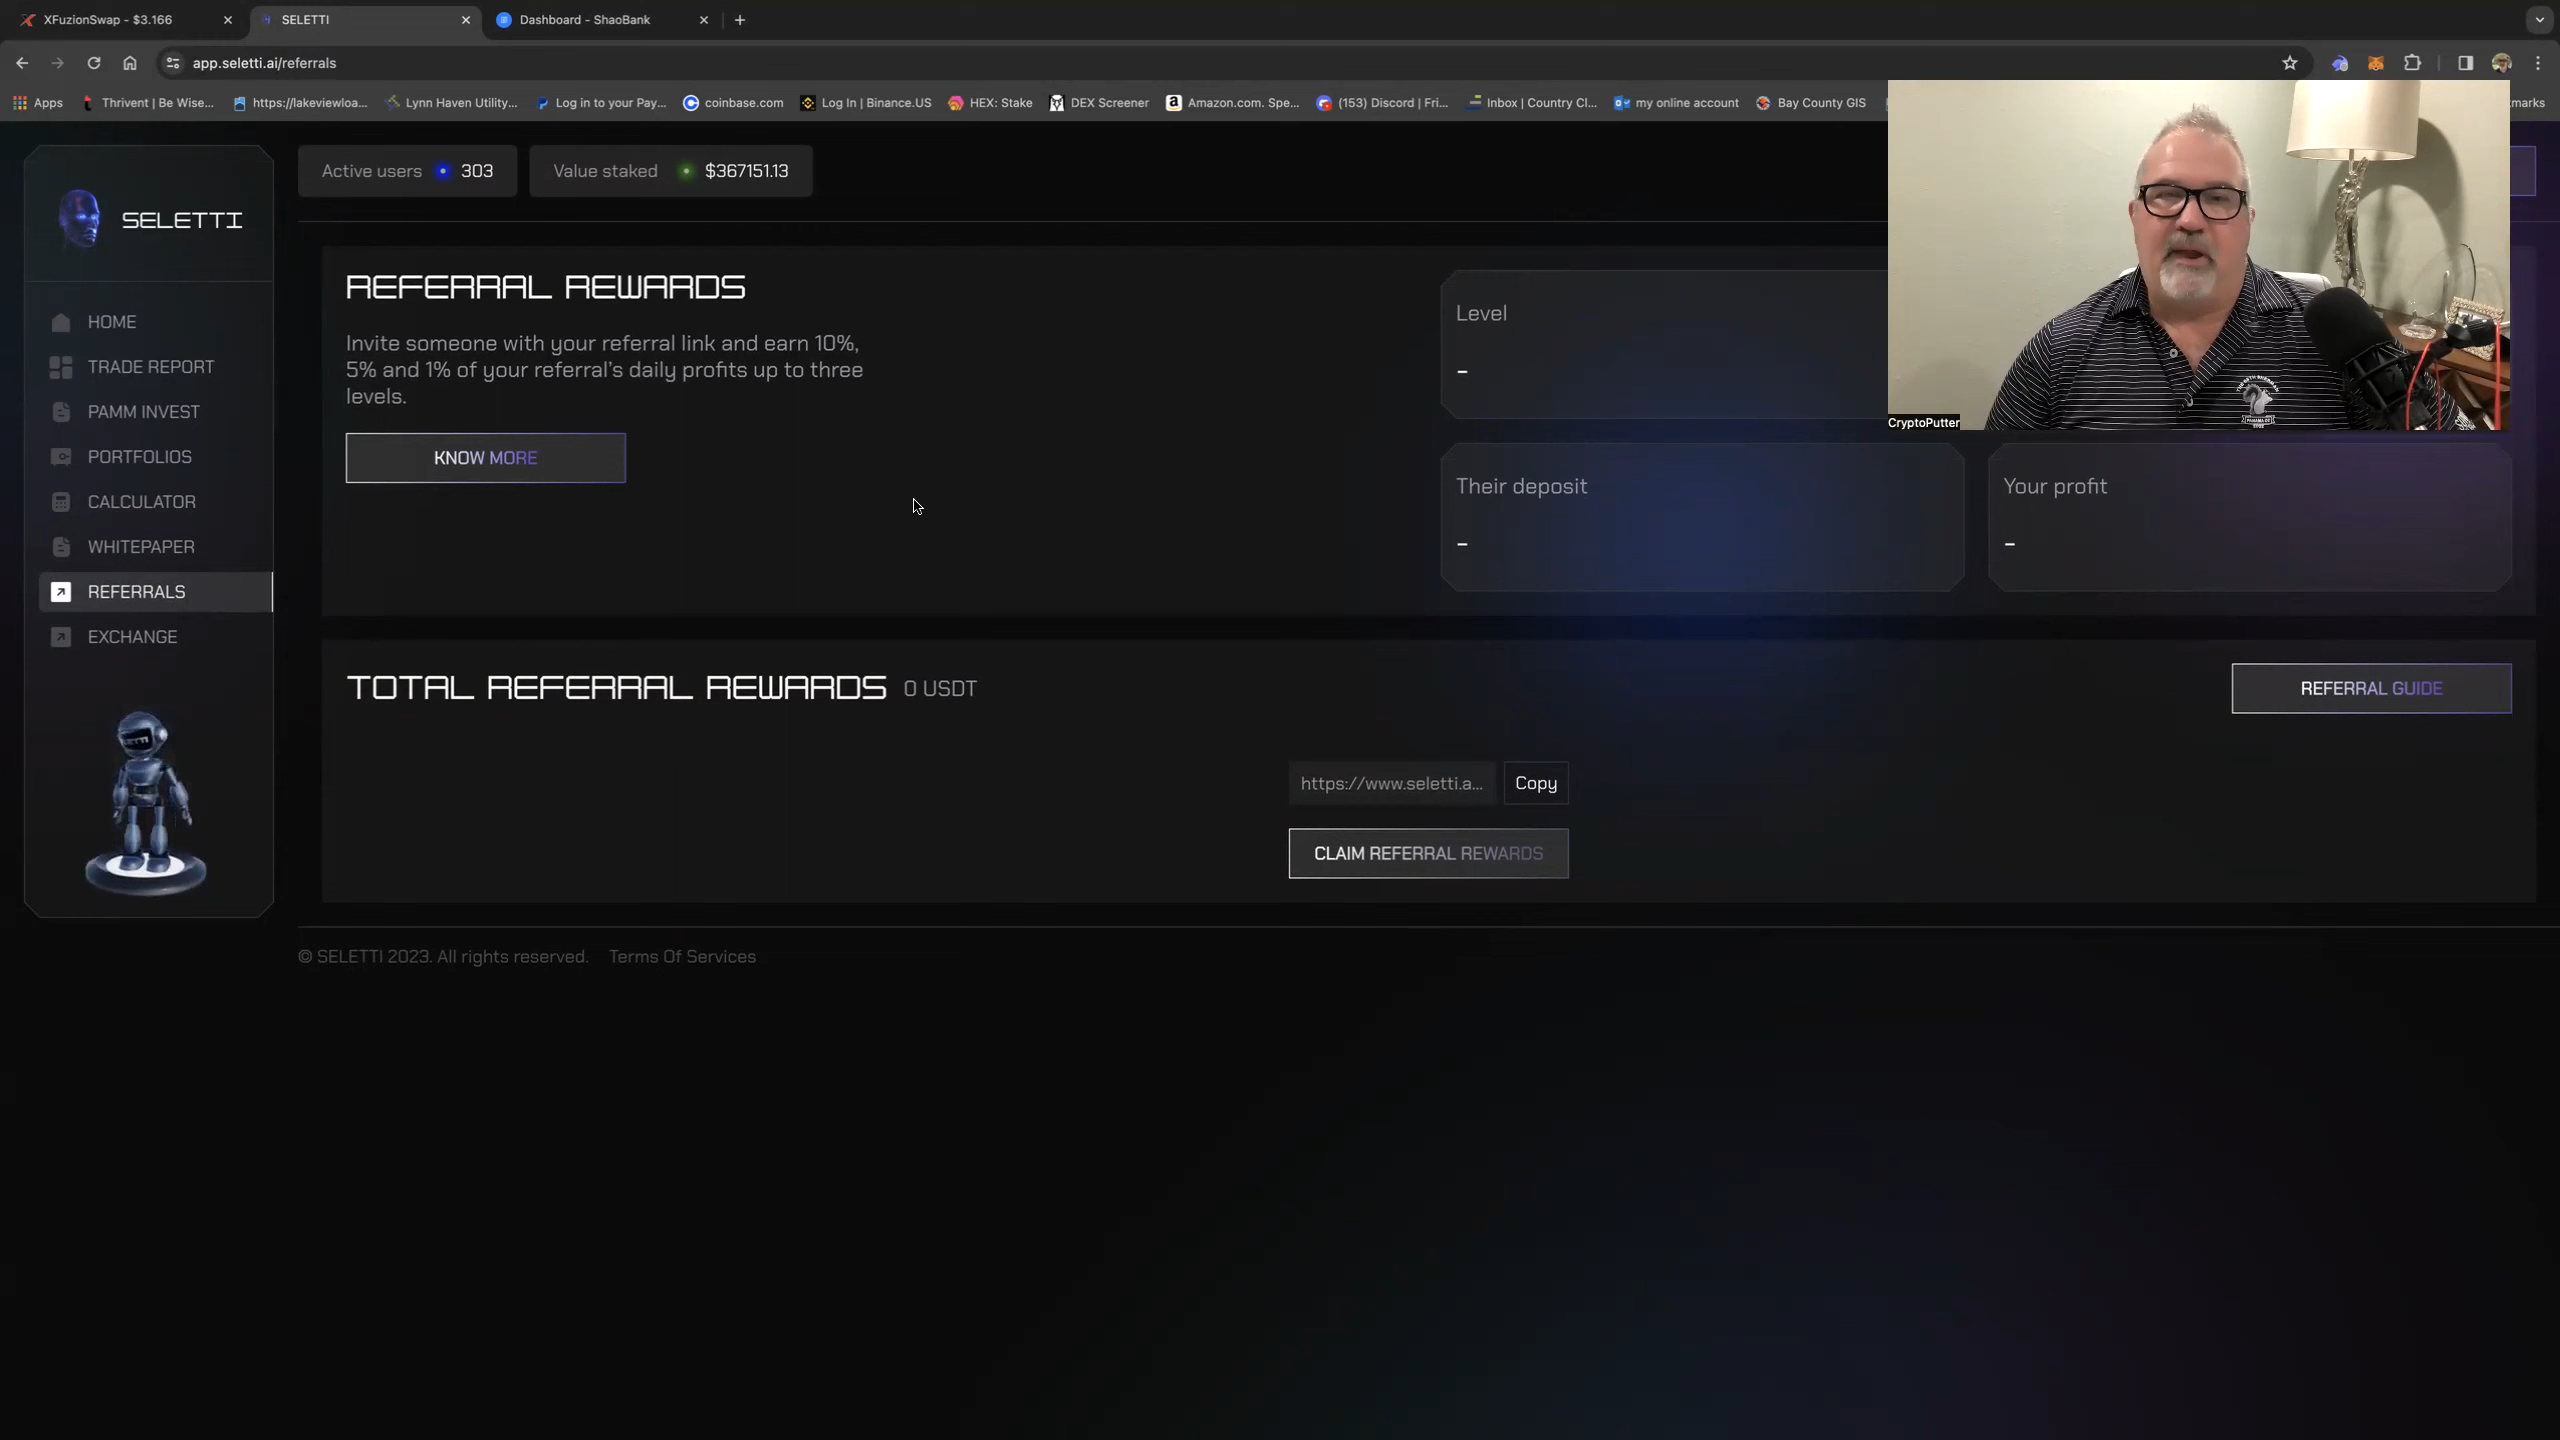 XFuzionSwap - $3.166
SELETTI
Dashboard - ShaoBank
app.seletti.ai/referrals
Apps
Thrivent | Be Wise...
https://lakeviewloa...
Lynn Haven Utility...
Log in to your Pay...
coinbase.com
Log In | Binance.US
HEX: Stake
DEX Screener
Amazon.com. Spe...
(153) Discord | Fri...
Inbox | Country Cl...
my online account
Bay County GIS
marks
Active users 303
Value staked $367151.13
SELETTI
HOME
TRADE REPORT
PAMM INVEST
PORTFOLIOS
CALCULATOR
WHITEPAPER
REFERRALS
EXCHANGE
REFERRAL REWARDS
Invite someone with your referral link and earn 10%,
5% and 1% of your referral's daily profits up to three
levels.
KNOW MORE
Level
-
CryptoPutter
Their deposit
-
Your profit
-
TOTAL REFERRAL REWARDS 0 USDT
REFERRAL GUIDE
https://www.seletti.a...
Copy
CLAIM REFERRAL REWARDS
© SELETTI 2023. All rights reserved. Terms Of Services